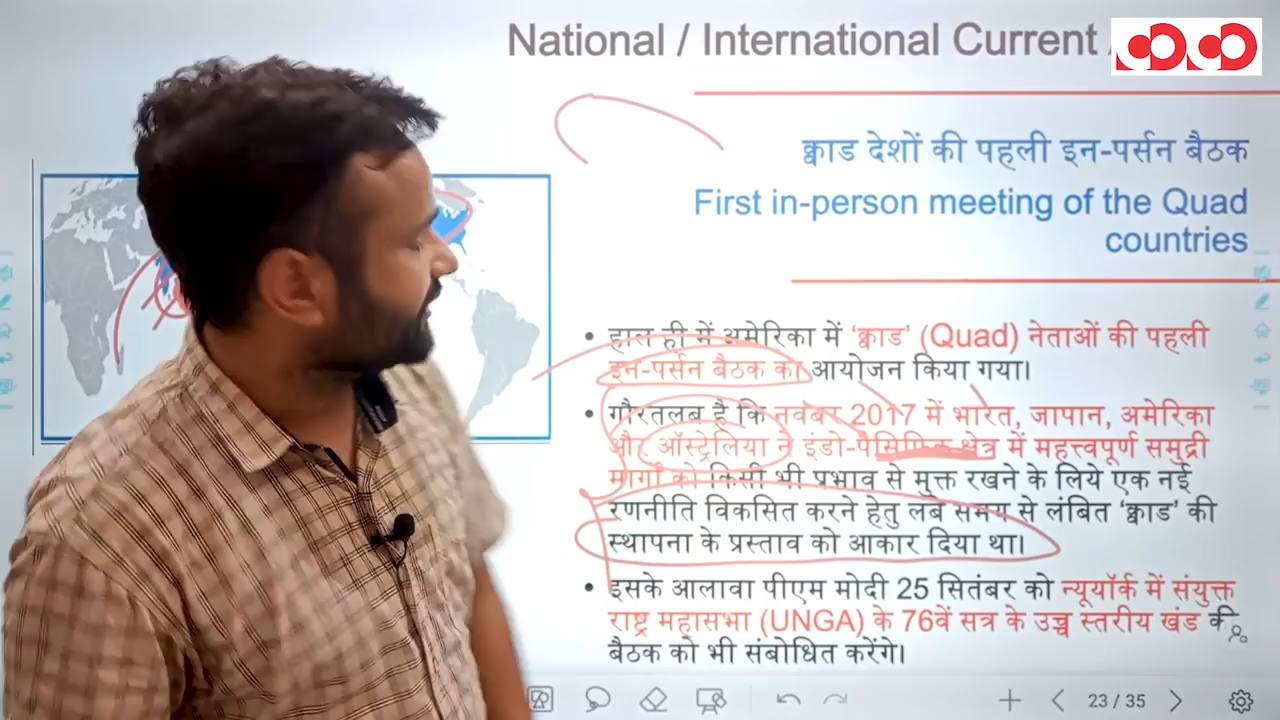 National / International Current
क्वाड देशों की पहली इन-पर्सन बैठक
First in-person meeting of the Quad
countries
• हाल ही में अमेरिका में ‘क्वाड’ (Quad) नेताओं की पहली
इन-पर्सन बैठक का आयोजन किया गया।
• गौरतलब है कि नवंबर 2017 में भारत, जापान, अमेरिका
और ऑस्ट्रेलिया ने इंडो-पैसिफिक क्षेत्र में महत्त्वपूर्ण समुद्री
मार्गों को किसी भी प्रभाव से मुक्त रखने के लिये एक नई
रणनीति विकसित करने हेतु लंबे समय से लंबित ‘क्वाड’ की
स्थापना के प्रस्ताव को आकार दिया था।
• इसके आलावा पीएम मोदी 25 सितंबर को न्यूयॉर्क में संयुक्त
राष्ट्र महासभा (UNGA) के 76वें सत्र के उच्च स्तरीय खंड की
बैठक को भी संबोधित करेंगे।
23 / 35